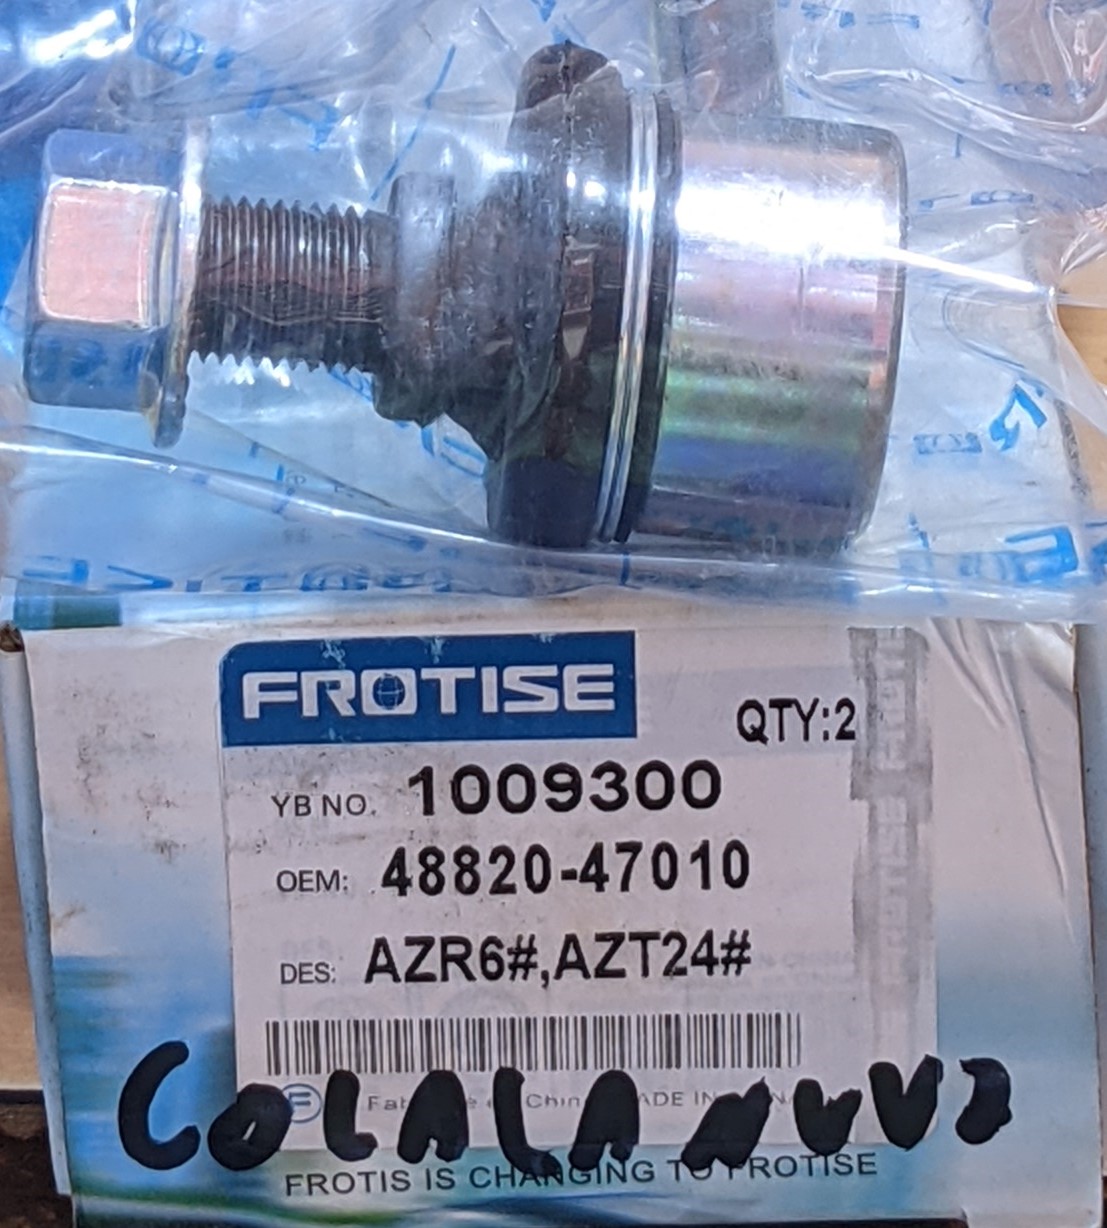 FROTISE
QTY:2
YB NO. 1009300
OEM: 48820-47010
DES: AZR6#,AZT24#
FROTIS IS CHANGING TO FROTISE